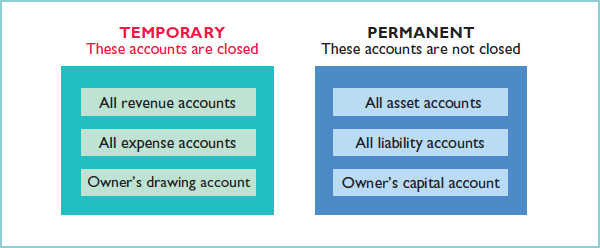 TEMPORARY
These accounts are closed
All revenue accounts
All expense accounts
Owner's drawing account
PERMANENT
These accounts are not closed
All asset accounts
All liability accounts
Owner's capital account